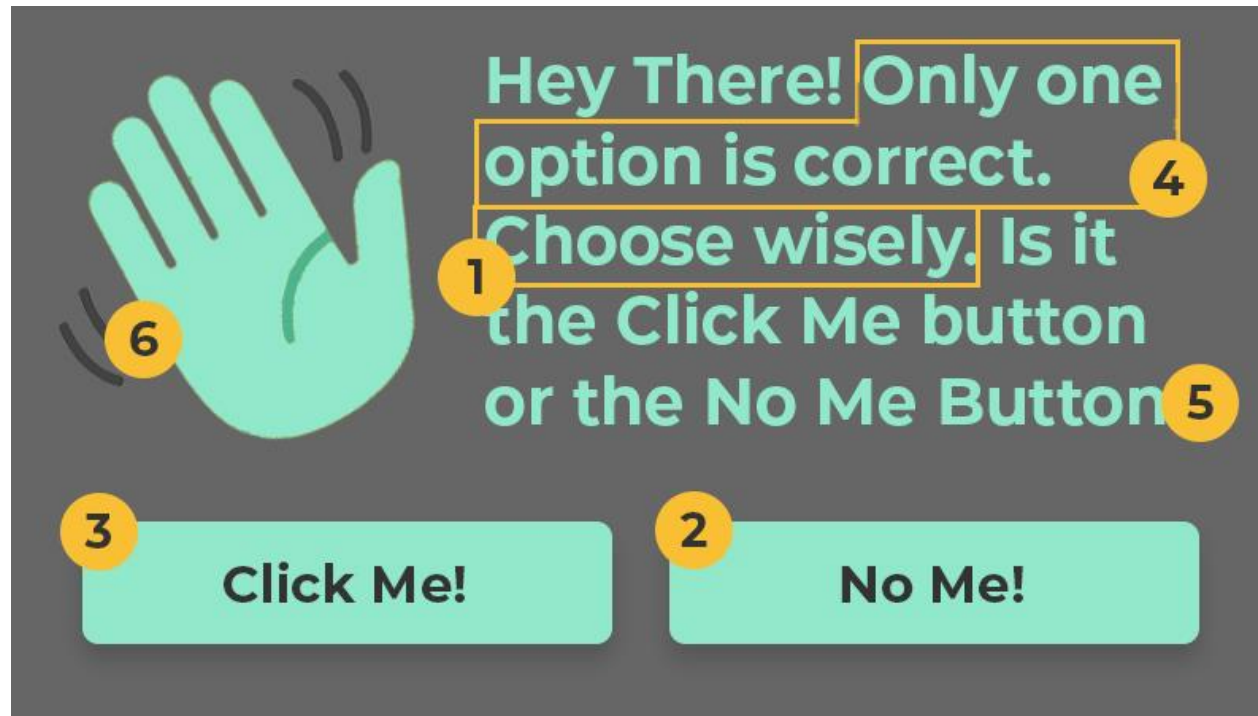 Hey There! Only one
option is correct.
4
Choose wisely. Is it
1
the Click Me button
6
or the No Me Button
5
3
2
Click Me!
No Me!